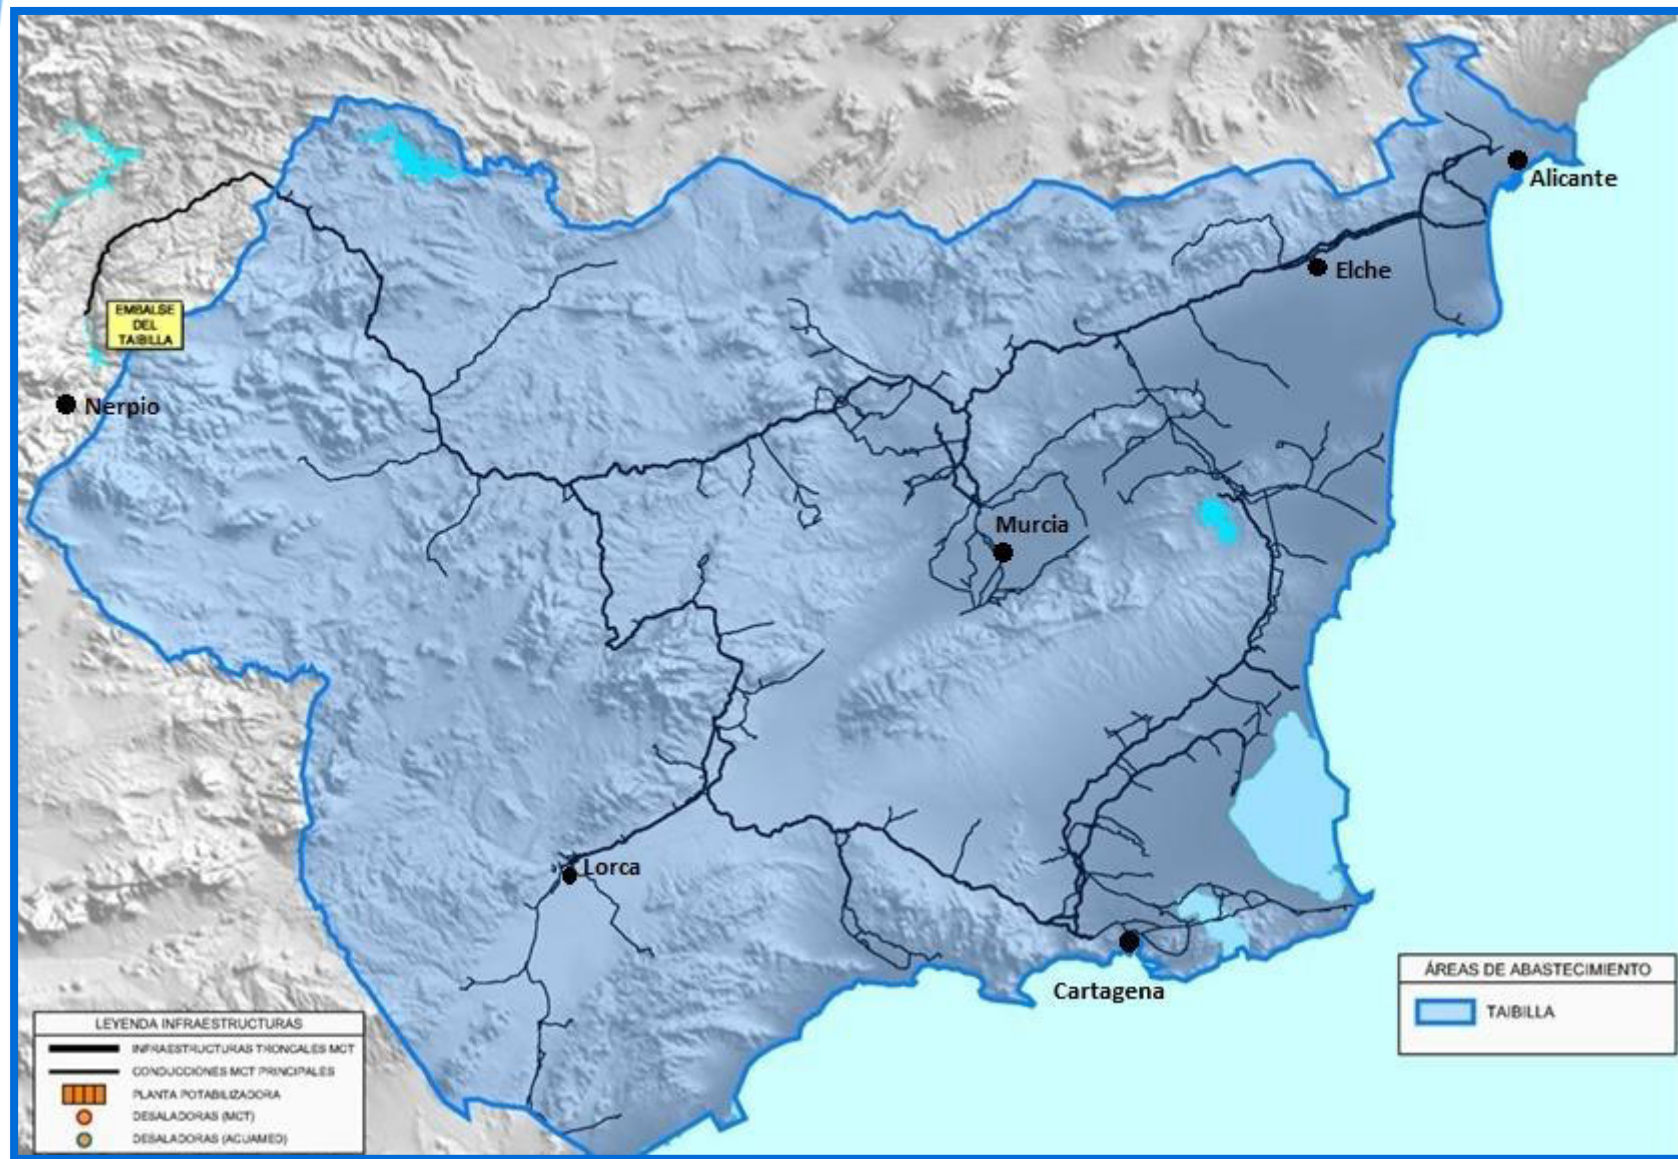 Alicante
Elche
EMBALSE
DEL
TAIBILLA
Nerpio
Murcia
Lorca
Cartagena
ÁREAS DE ABASTECIMIENTO
TAIBILLA
LEYENDA INFRAESTRUCTURAS
INFRAESTRUCTURAS TRONCALES MCT
CONDUCCIONES MCT PRINCIPALES
PLANTA POTABILIZADORA
DESALADORAS (MCT)
DESALADORAS (ACUAMED)